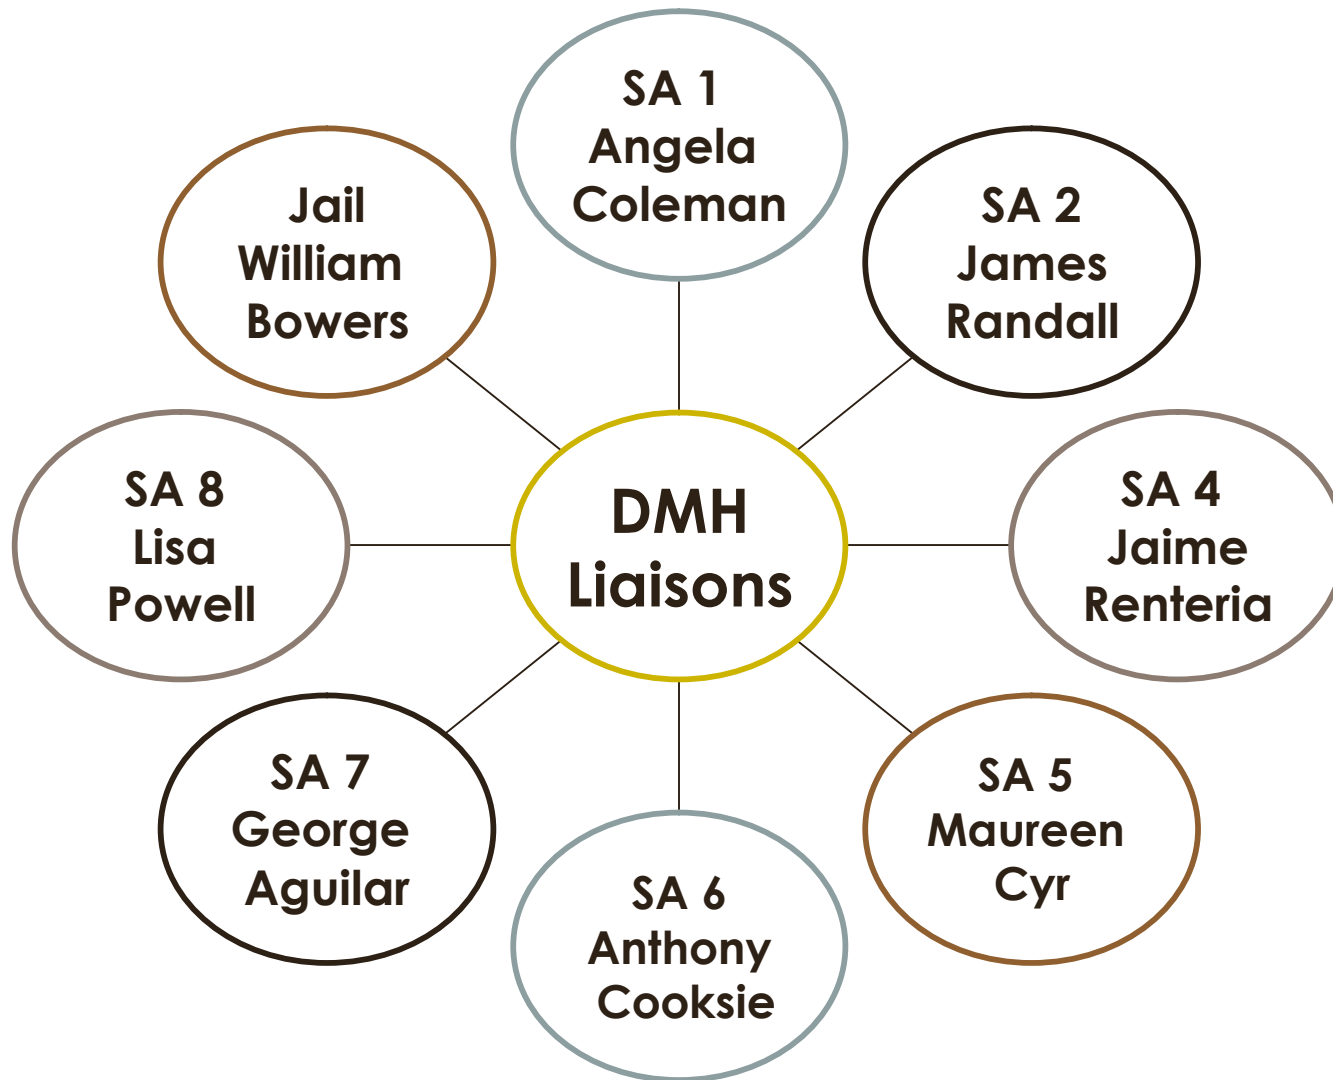 SA 1
Angela
Coleman
SA 2
James
Randall
SA 4
Jaime
Renteria
SA 5
Maureen
Cyr
SA 6
Anthony
Cooksie
SA 7
George
Aguilar
SA 8
Lisa
Powell
Jail
William
Bowers
DMH
Liaisons